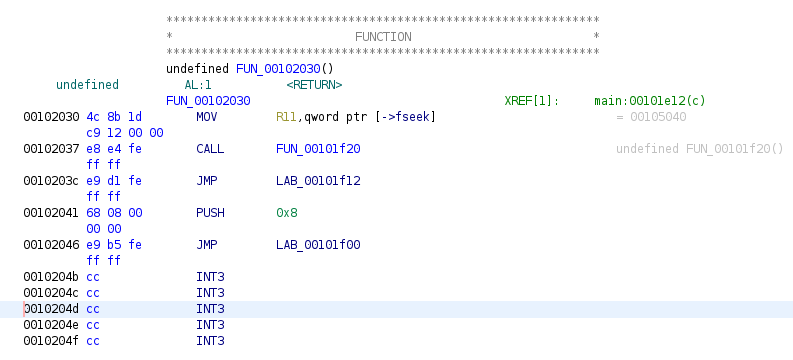 **************************************************************
* FUNCTION *
**************************************************************
undefined FUN_00102030()
undefined AL:1 <RETURN>
FUN_00102030 XREF[1]: main:00101e12(c)
00102030 4c 8b 1d MOV R11,qword ptr [->fseek] = 00105040
c9 12 00 00
00102037 e8 e4 fe CALL FUN_00101f20 undefined FUN_00101f20()
ff ff
0010203c e9 d1 fe JMP LAB_00101f12
ff ff
00102041 68 08 00 PUSH 0x8
00 00
00102046 e9 b5 fe JMP LAB_00101f00
ff ff
0010204b cc INT3
0010204c cc INT3
0010204d cc INT3
0010204e cc INT3
0010204f cc INT3